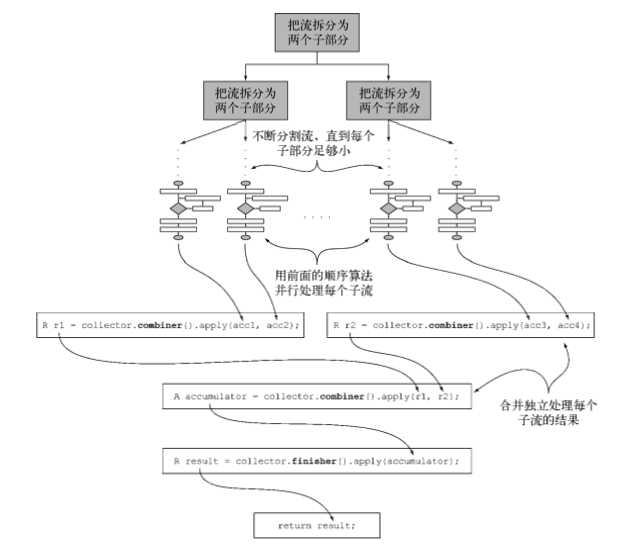 把流拆分为
两个子部分
把流拆分为
两个子部分
把流拆分为
两个子部分
不断分割流，直到每个
子部分足够小
用前面的顺序算法
并行处理每个子流
R r1 = collector.combiner().apply(acc1, acc2);
R r2 = collector.combiner().apply(acc3, acc4);
A accumulator = collector.combiner().apply(r1, r2);
合并独立处理每个
子流的结果
R result = collector.finisher().apply(accumulator);
return result;